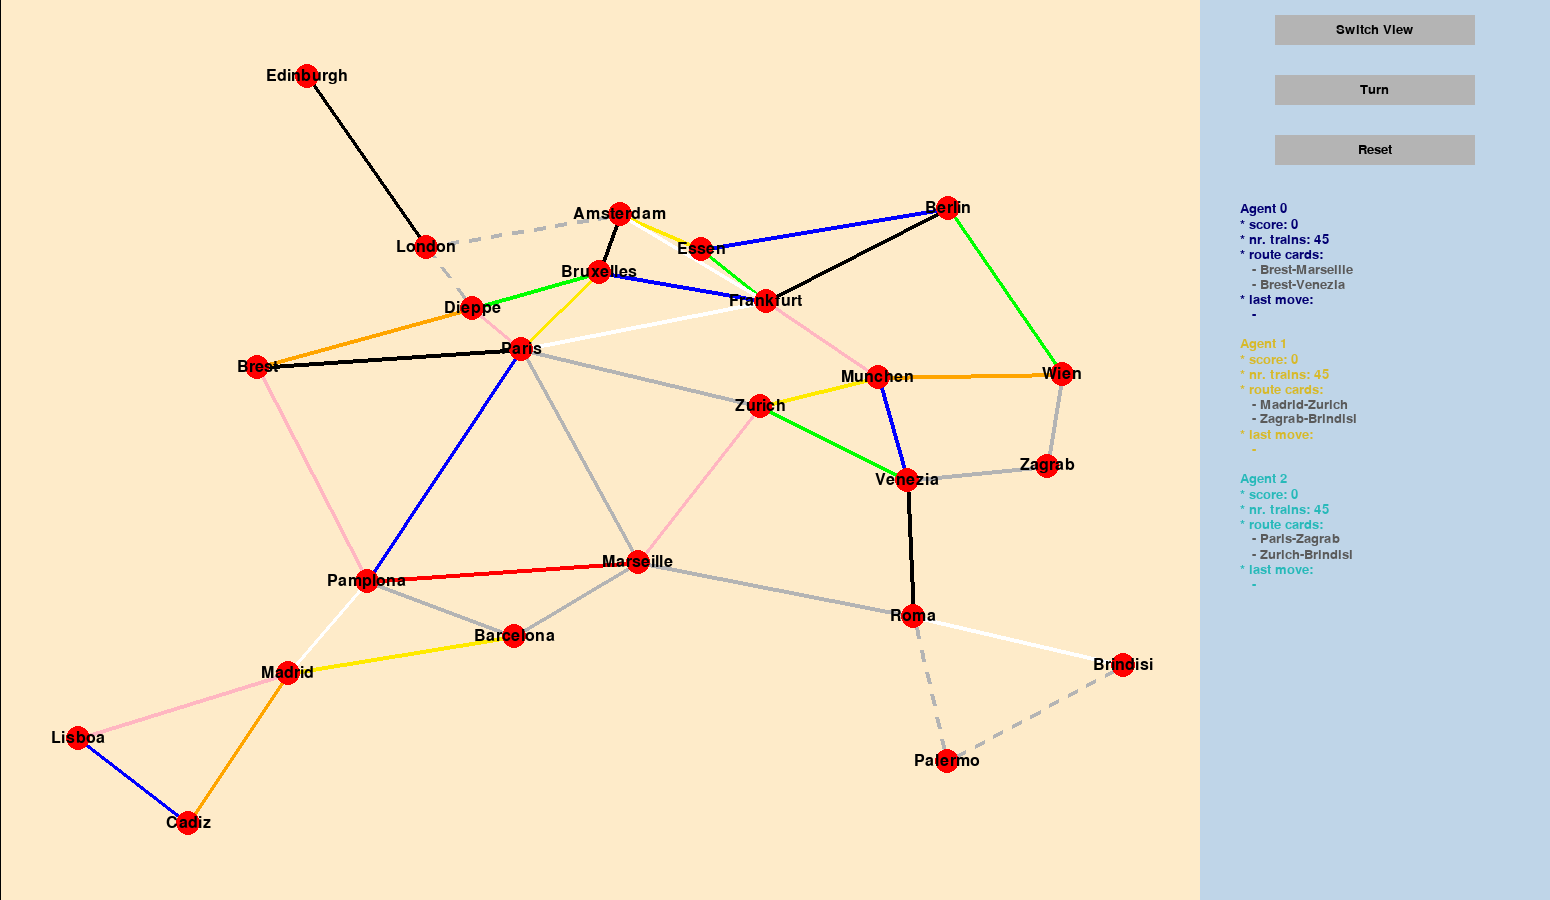 Edinburgh
Amsterdam
Berlin
London
Essen
Bruxelles
Frankfurt
Dieppe
Paris
Brest
Munchen
Wien
Zurich
Zagrab
Venezia
Marseille
Pamplona
Roma
Barcelona
Brindisi
Madrid
Lisboa
Palermo
Cadiz
Switch View
Turn
Reset
Agent 0
* score: 0
* nr. trains: 45
* route cards:
- Brest-Marseille
- Brest-Venezia
* last move:
-
Agent 1
* score: 0
* nr. trains: 45
* route cards:
- Madrid-Zurich
- Zagrab-Brindisi
* last move:
-
Agent 2
* score: 0
* nr. trains: 45
* route cards:
- Paris-Zagrab
- Zurich-Brindisi
* last move:
-